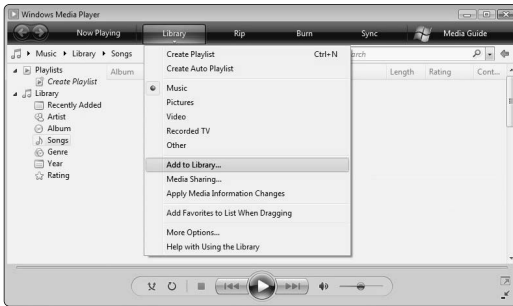 Windows Media Player
Now Playing Library Rip Burn Sync Media Guide
Music Library Songs
Playlists
Create Playlist
Library
Recently Added
Artist
Album
Songs
Genre
Year
Rating
Album
Create Playlist Ctrl+N
Create Auto Playlist
Music
Pictures
Video
Recorded TV
Other
Add to Library...
Media Sharing...
Apply Media Information Changes
Add Favorites to List When Dragging
More Options...
Help with Using the Library
arch
Length Rating Cont...